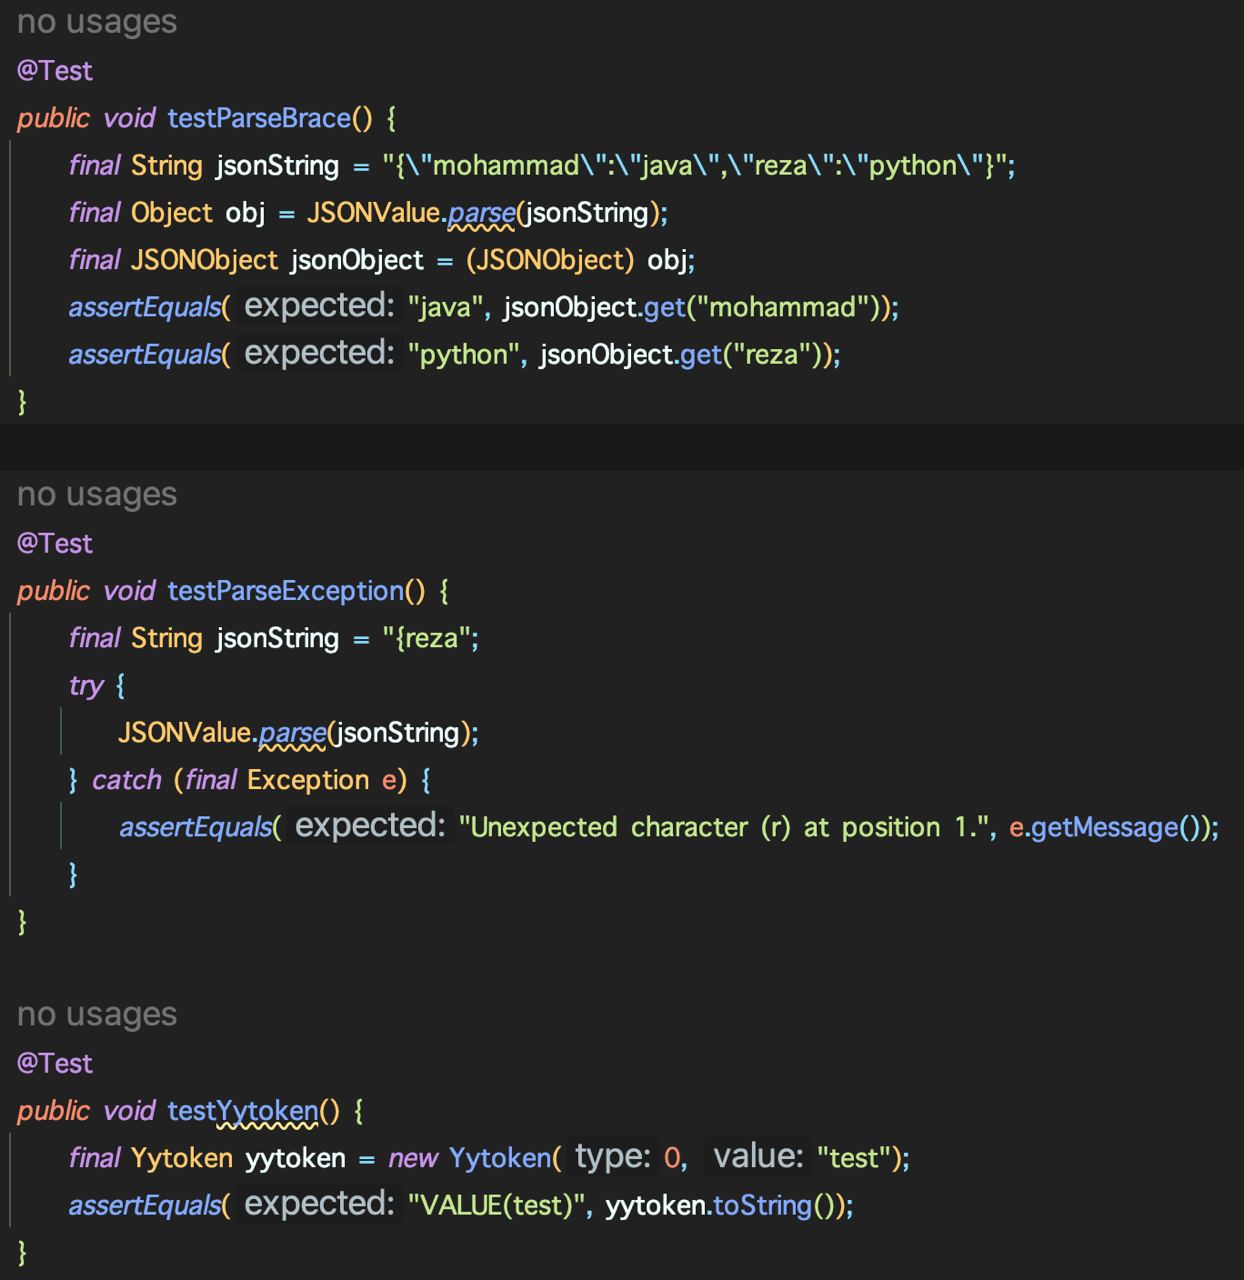 no usages
@Test
public void testParseBrace() {
final String jsonString = "{\"mohammad\":\"java\",\"reza\":\"python\"}";
final Object obj = JSONValue.parse(jsonString);
final JSONObject jsonObject = (JSONObject) obj;
assertEquals( expected: "java", jsonObject.get("mohammad"));
assertEquals( expected: "python", jsonObject.get("reza"));
}
no usages
@Test
public void testParseException() {
final String jsonString = "{reza";
try {
JSONValue.parse(jsonString);
} catch (final Exception e) {
assertEquals( expected: "Unexpected character (r) at position 1.", e.getMessage());
}
}
no usages
@Test
public void testYytoken() {
final Yytoken yytoken = new Yytoken( type: 0, value: "test");
assertEquals( expected: "VALUE(test)", yytoken.toString());
}